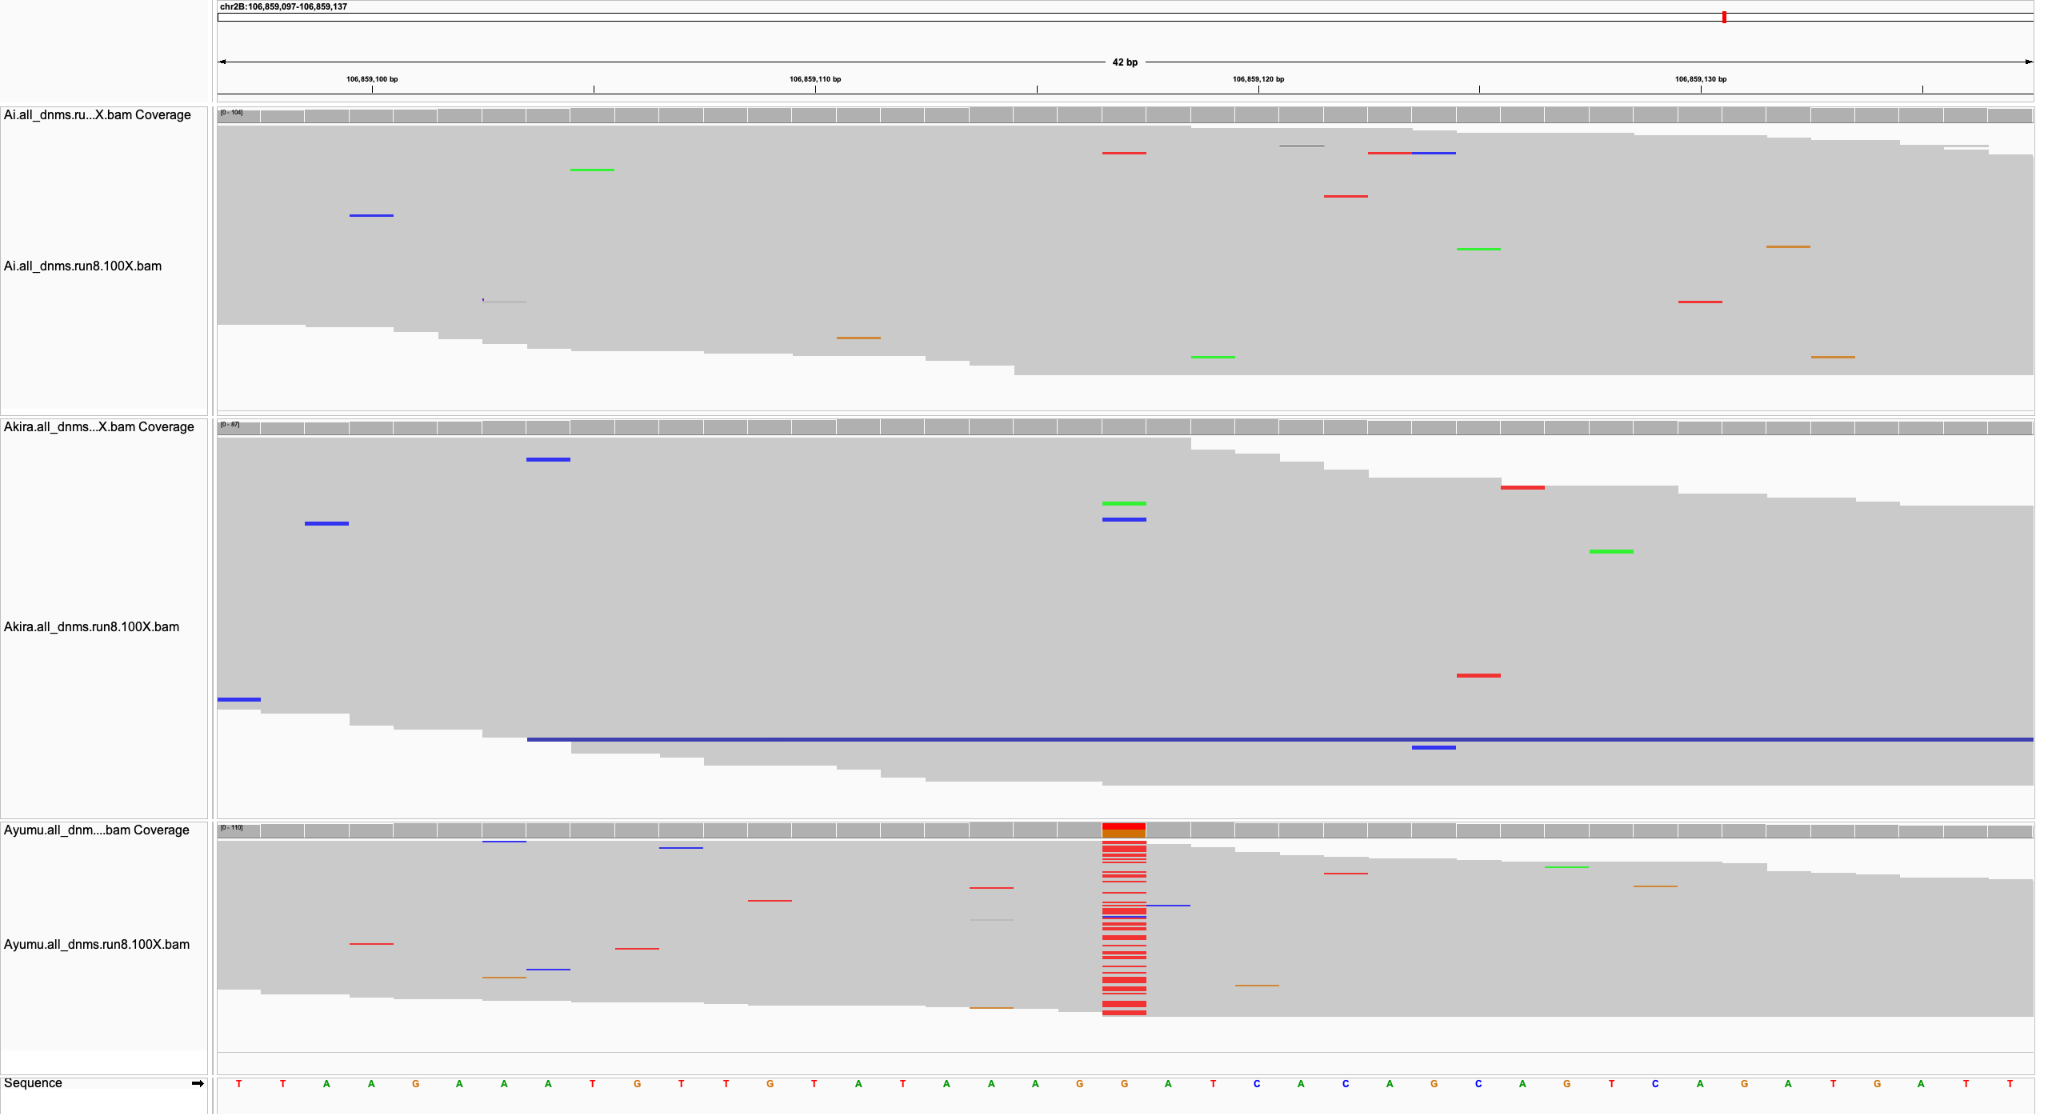 chr2B:106,859,097-106,859,137
42 bp
106,859,100 bp 106,859,110 bp 106,859,120 bp 106,859,130 bp
Ai.all_dnms.ru...X.bam Coverage
[0 - 104]
Ai.all_dnms.run8.100X.bam
Akira.all_dnms...X.bam Coverage
[0 - 87]
Akira.all_dnms.run8.100X.bam
Ayumu.all_dnm....bam Coverage
[0 - 110]
Ayumu.all_dnms.run8.100X.bam
Sequence T T A A G A A A T G T T G T A T A A A G G A T C A C A G C A G T C A G A T G A T T